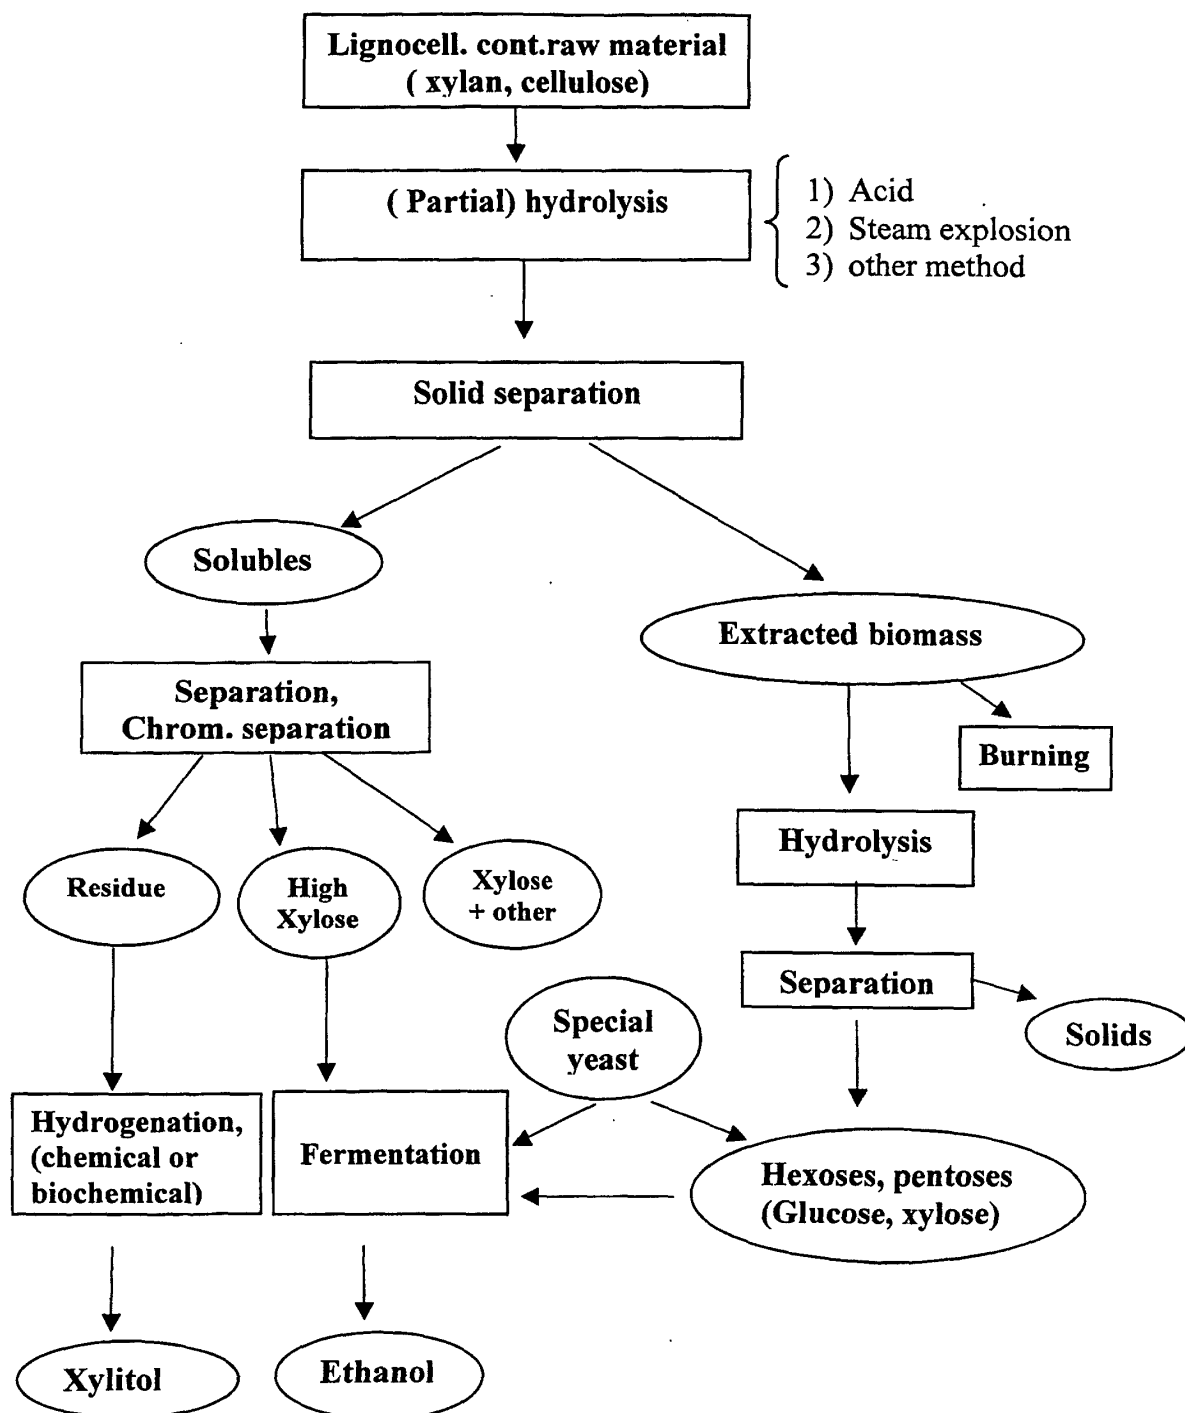 Lignocell. cont.raw material
( xylan, cellulose)
( Partial) hydrolysis
1) Acid
2) Steam explosion
3) other method
Solid separation
Solubles
Extracted biomass
Separation,
Chrom. separation
Burning
Hydrolysis
Residue
High
Xylose
Xylose
+ other
Separation
Solids
Special
yeast
Hydrogenation,
(chemical or
biochemical)
Fermentation
Hexoses, pentoses
(Glucose, xylose)
Xylitol
Ethanol